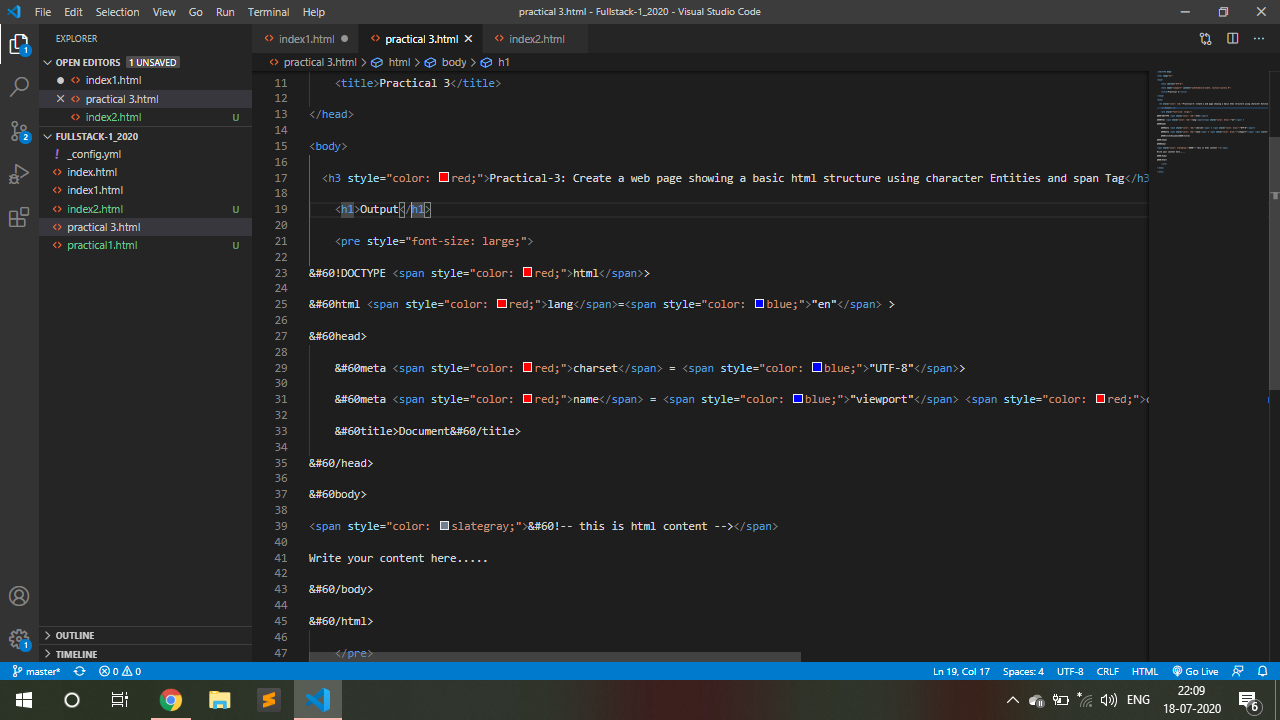 File Edit Selection View Go Run Terminal Help
practical 3.html - Fullstack-1_2020 - Visual Studio Code
EXPLORER
OPEN EDITORS 1 UNSAVED
index1.html
practical 3.html
index2.html U
FULLSTACK-1_2020
! _config.yml
index.html
index1.html
index2.html U
practical 3.html
practical1.html U
OUTLINE
TIMELINE
1
2
1
index1.html practical 3.html index2.html
practical 3.html > html > body > h1
11 <title>Practical 3</title>
12
13 </head>
14
15 <body>
16
17 <h3 style="color: red;">Practical-3: Create a web page showing a basic html structure using character Entities and span Tag</h3
18
19 <h1>Output</h1>
20
21 <pre style="font-size: large;">
22
23 &#60!DOCTYPE <span style="color: red;">html</span>>
24
25 &#60html <span style="color: red;">lang</span>=<span style="color: blue;">"en"</span> >
26
27 &#60head>
28
29 &#60meta <span style="color: red;">charset</span> = <span style="color: blue;">"UTF-8"</span>>
30
31 &#60meta <span style="color: red;">name</span> = <span style="color: blue;">"viewport"</span> <span style="color: red;">c
32
33 &#60title>Document&#60/title>
34
35 &#60/head>
36
37 &#60body>
38
39 <span style="color: slategray;">&#60!-- this is html content --></span>
40
41 Write your content here.....
42
43 &#60/body>
44
45 &#60/html>
46
47 </pre>
master* 0 0 Ln 19, Col 17 Spaces: 4 UTF-8 CRLF HTML Go Live
ENG 22:09
18-07-2020 6